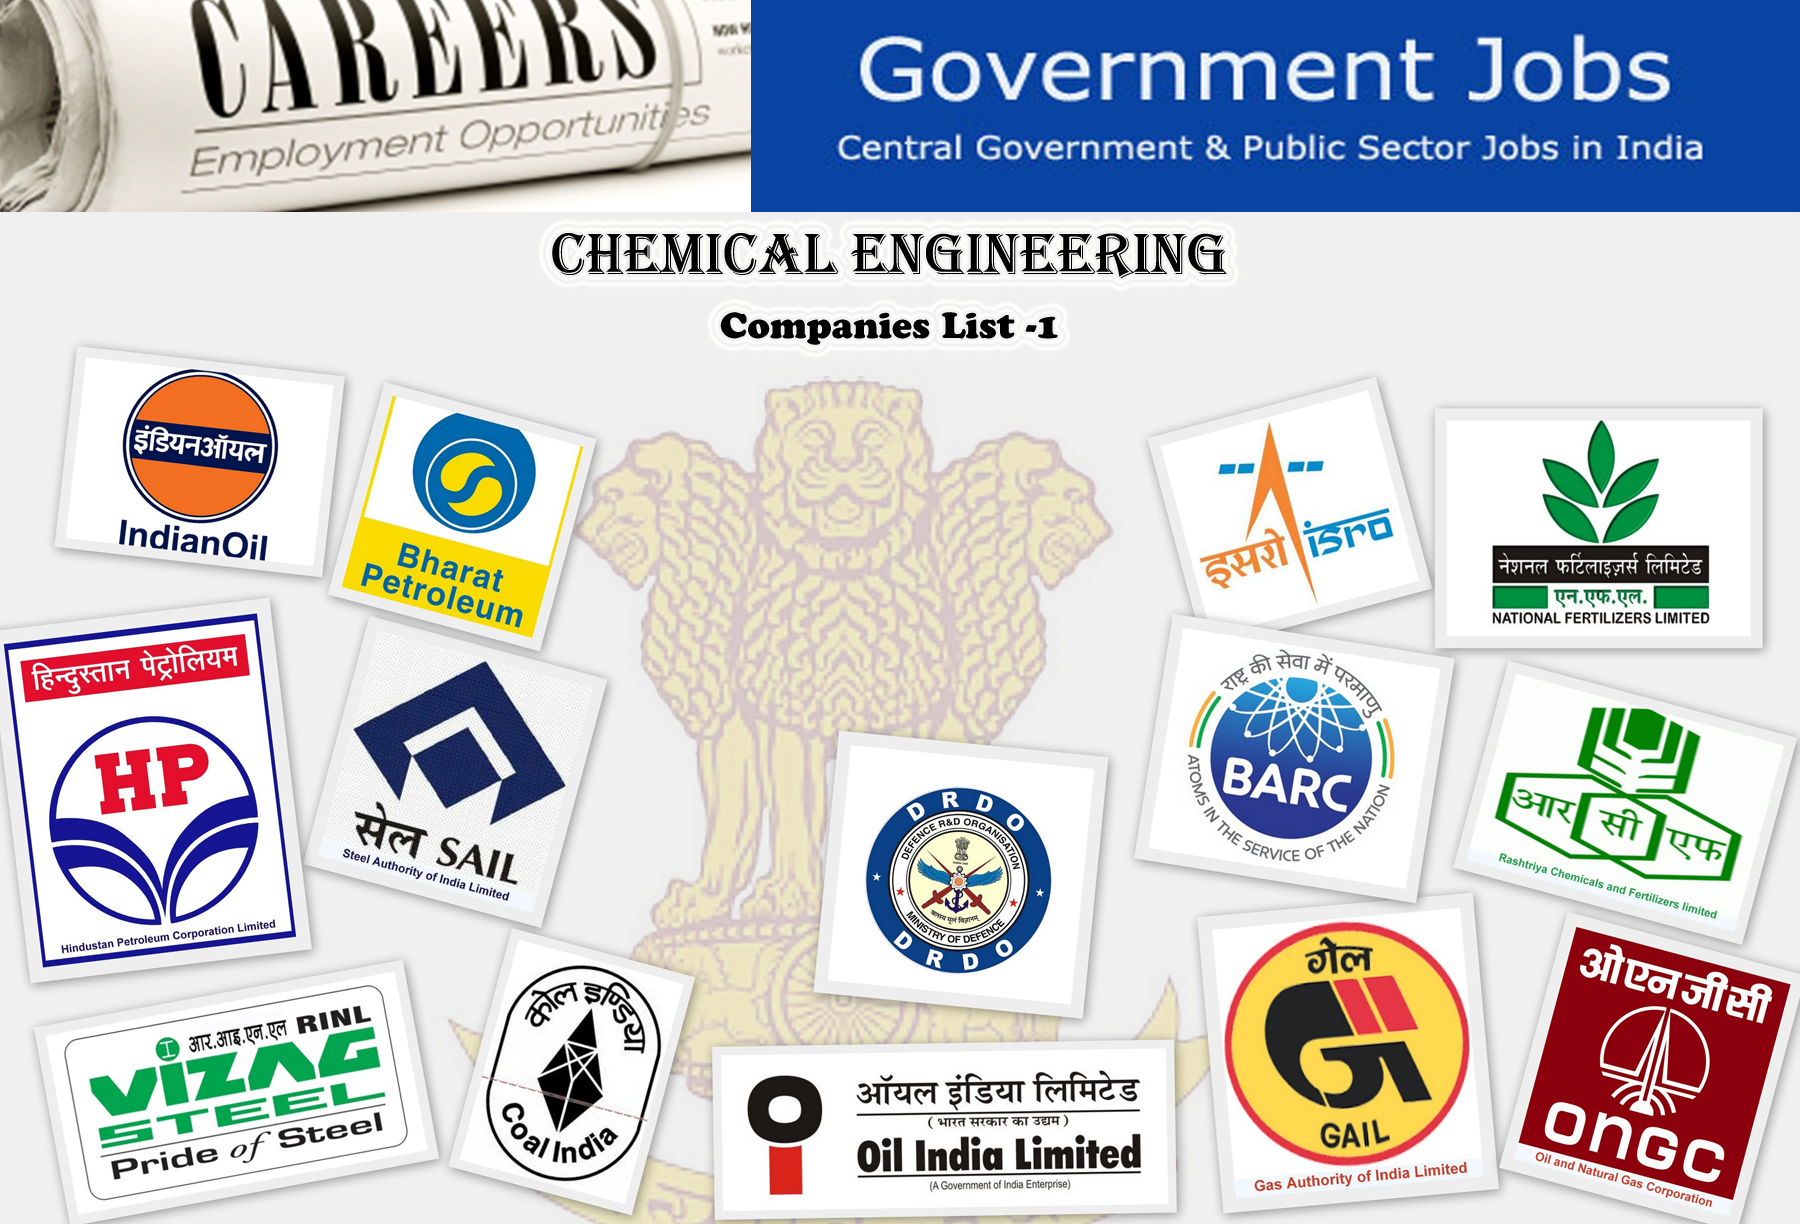 CAREERS
Employment Opportunities
Government Jobs
Central Government & Public Sector Jobs in India
CHEMICAL ENGINEERING
Companies List -1
इंडियनऑयल
IndianOil
Bharat
Petroleum
इसरो isro
नेशनल फर्टिलाइज़र्स लिमिटेड
एन.एफ.एल.
NATIONAL FERTILIZERS LIMITED
हिन्दुस्तान पेट्रोलियम
HP
Hindustan Petroleum Corporation Limited
सेल SAIL
Steel Authority of India Limited
DRDO
DEFENCE R&D ORGANISATION
MINISTRY OF DEFENCE
DRDO
राष्ट्र की सेवा में परमाणु
BARC
ATOMS IN THE SERVICE OF THE NATION
आर सी एफ
Rashtriya Chemicals and Fertilizers limited
आर.आइ.एन.एल RINL
VIZAG
STEEL
Pride of Steel
कोल इण्डिया
Coal India
ऑयल इंडिया लिमिटेड
( भारत सरकार का उद्यम )
Oil India Limited
(A Government of India Enterprise)
गेल
GAIL
Gas Authority of India Limited
ओएनजीसी
ONGC
Oil and Natural Gas Corporation